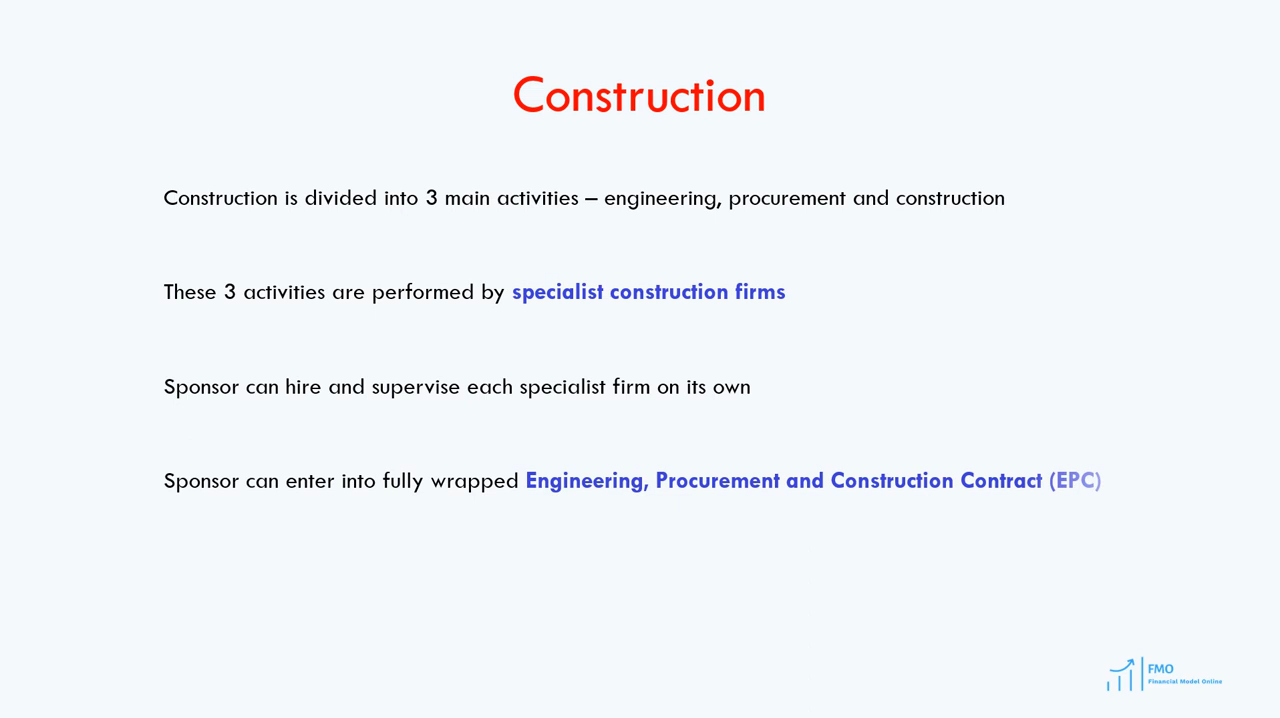 Construction
Construction is divided into 3 main activities – engineering, procurement and construction
These 3 activities are performed by specialist construction firms
Sponsor can hire and supervise each specialist firm on its own
Sponsor can enter into fully wrapped Engineering, Procurement and Construction Contract (EPC)
FMO
Financial Model Online